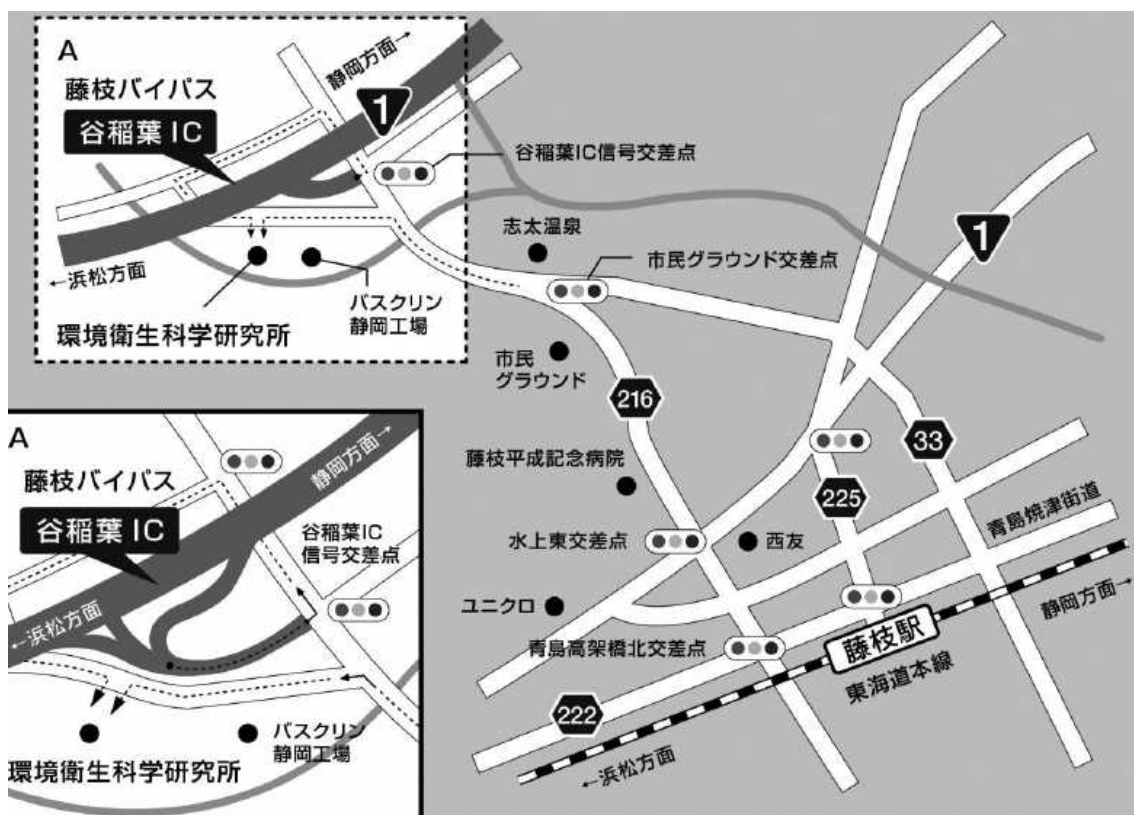 A
藤枝バイパス
谷稲葉 IC
静岡方面→
1
谷稲葉IC信号交差点
←浜松方面
バスクリン
静岡工場
環境衛生科学研究所
志太温泉
市民グラウンド交差点
市民
グラウンド
1
216
33
藤枝平成記念病院
225
水上東交差点
西友
青島焼津街道
ユニクロ
青島高架橋北交差点
藤枝駅
東海道本線
静岡方面→
222
←浜松方面
A
藤枝バイパス
谷稲葉 IC
静岡方面→
谷稲葉IC
信号交差点
←浜松方面
バスクリン
静岡工場
環境衛生科学研究所